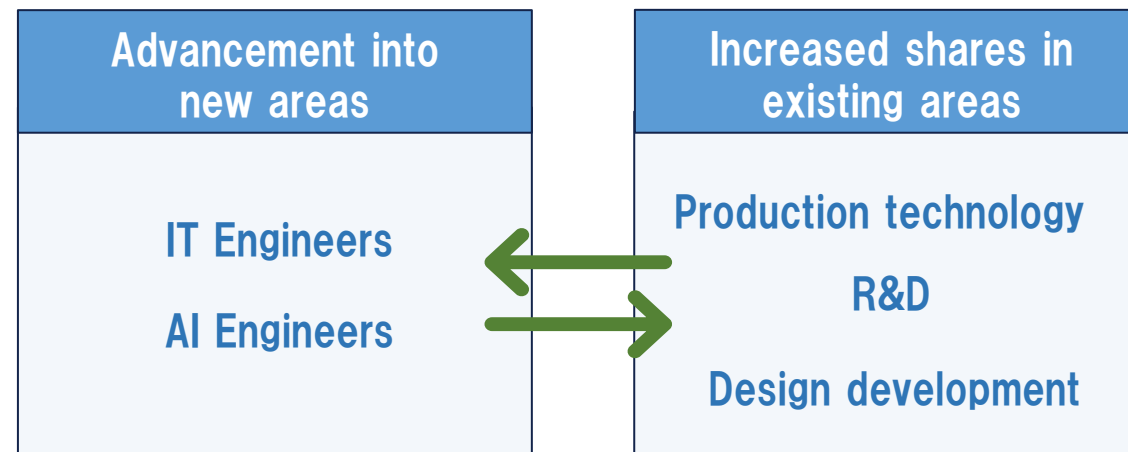 Advancement into
new areas
IT Engineers
AI Engineers
Increased shares in
existing areas
Production technology
R&D
Design development